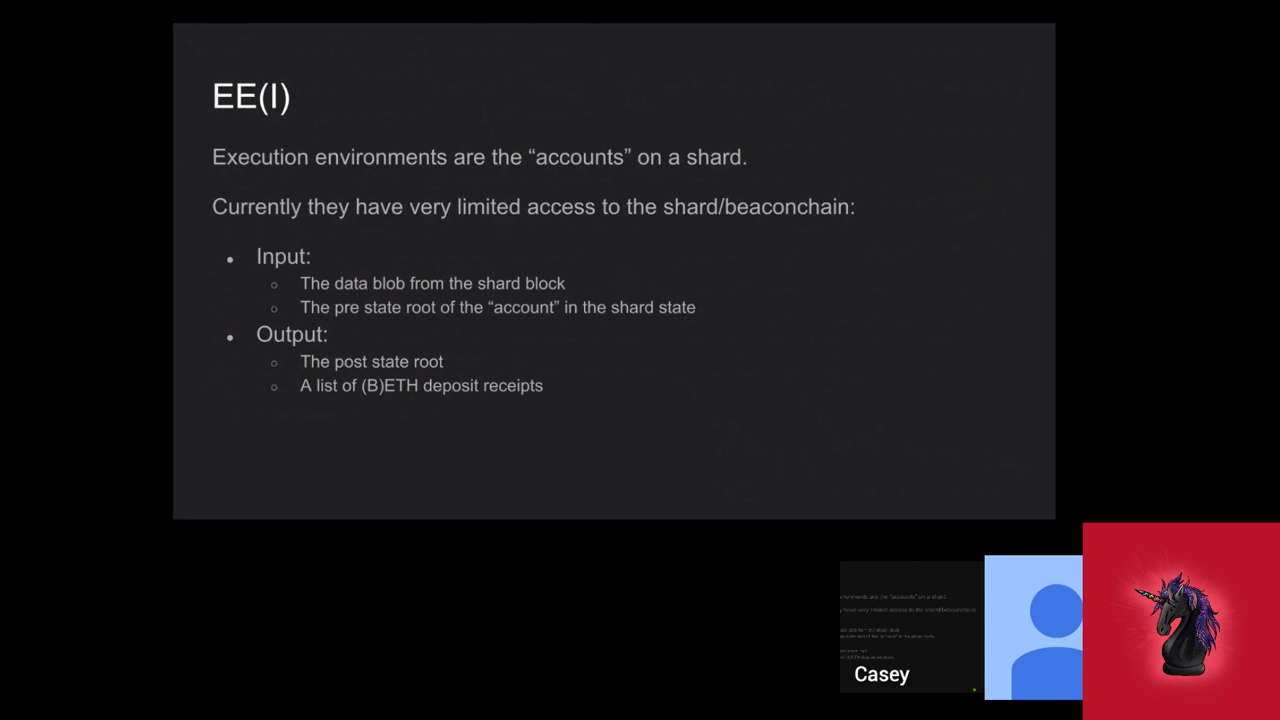 EE(I)
Execution environments are the “accounts” on a shard.
Currently they have very limited access to the shard/beaconchain:
● Input:
○ The data blob from the shard block
○ The pre state root of the “account” in the shard state
● Output:
○ The post state root
○ A list of (B)ETH deposit receipts
Casey